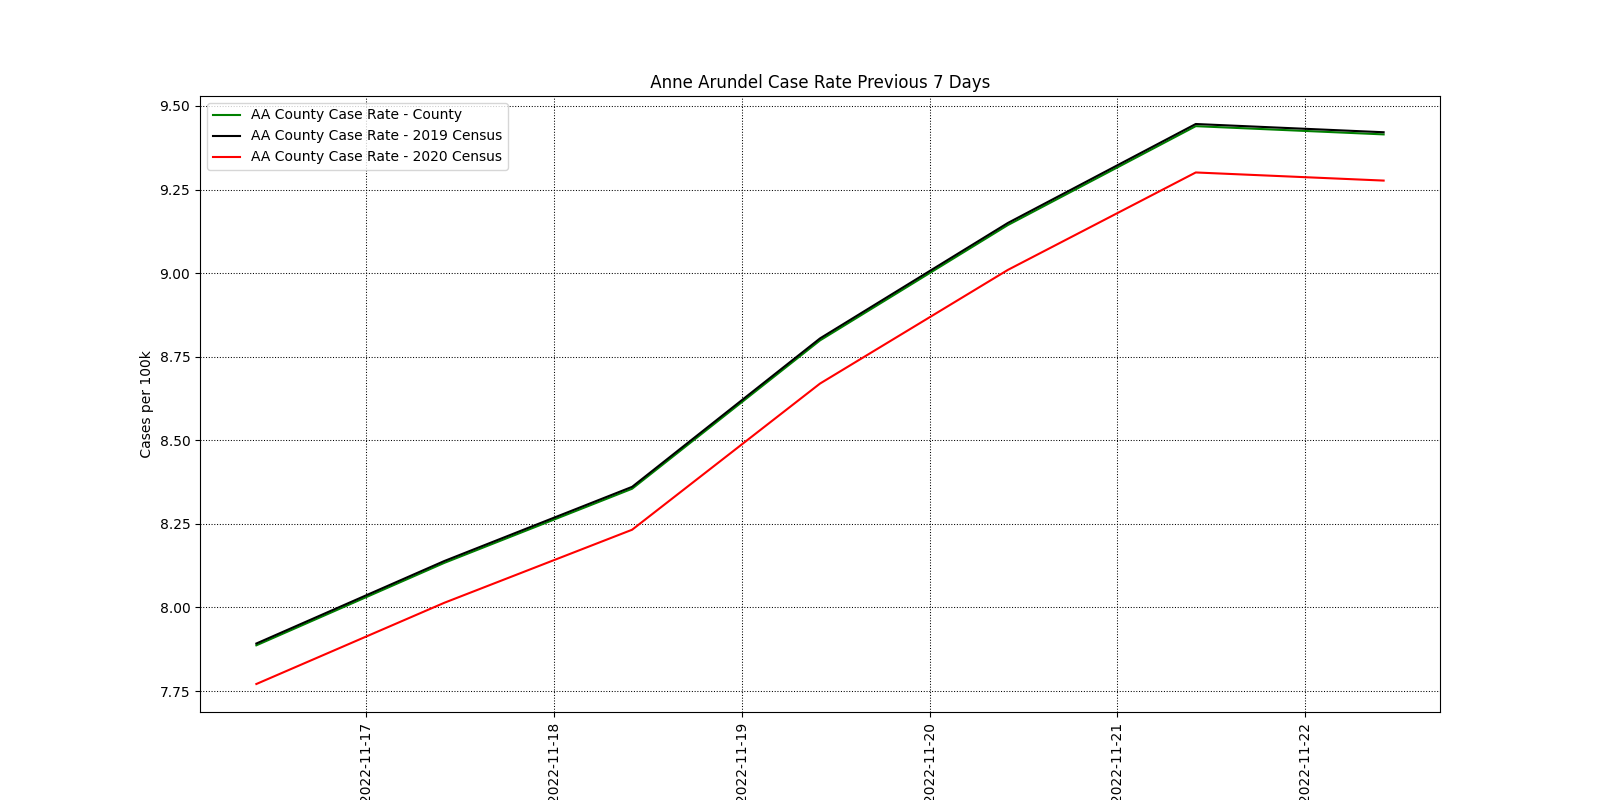 Anne Arundel Case Rate Previous 7 Days
AA County Case Rate - County
AA County Case Rate - 2019 Census
AA County Case Rate - 2020 Census
Cases per 100k
9.50
9.25
9.00
8.75
8.50
8.25
8.00
7.75
2022-11-17
2022-11-18
2022-11-19
2022-11-20
2022-11-21
2022-11-22